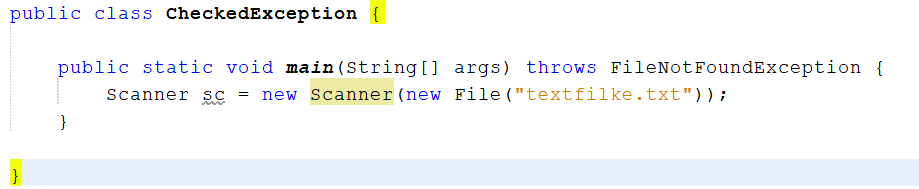 public class CheckedException {
public static void main(String[] args) throws FileNotFoundException {
Scanner sc = new Scanner(new File("textfilke.txt"));
}
}